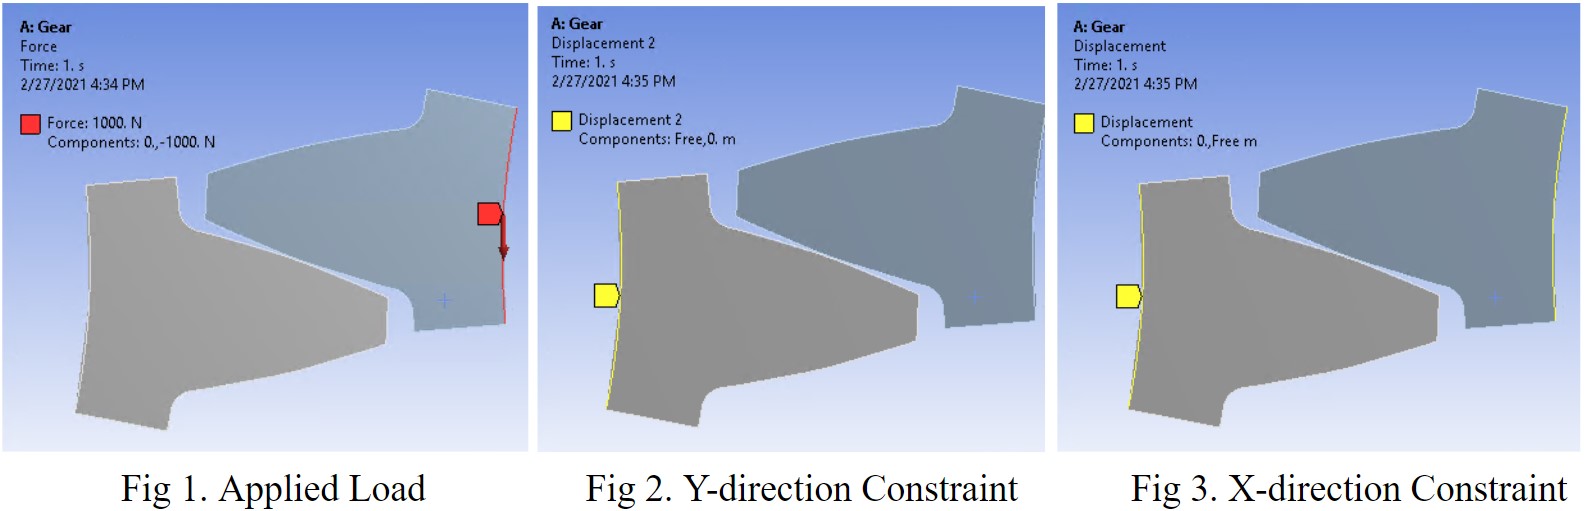 A: Gear
Force
Time: 1. s
2/27/2021 4:34 PM
Force: 1000. N
Components: 0.,-1000. N
A: Gear
Displacement 2
Time: 1. s
2/27/2021 4:35 PM
Displacement 2
Components: Free,0. m
A: Gear
Displacement
Time: 1. s
2/27/2021 4:35 PM
Displacement
Components: 0.,Free m
Fig 1. Applied Load
Fig 2. Y-direction Constraint
Fig 3. X-direction Constraint